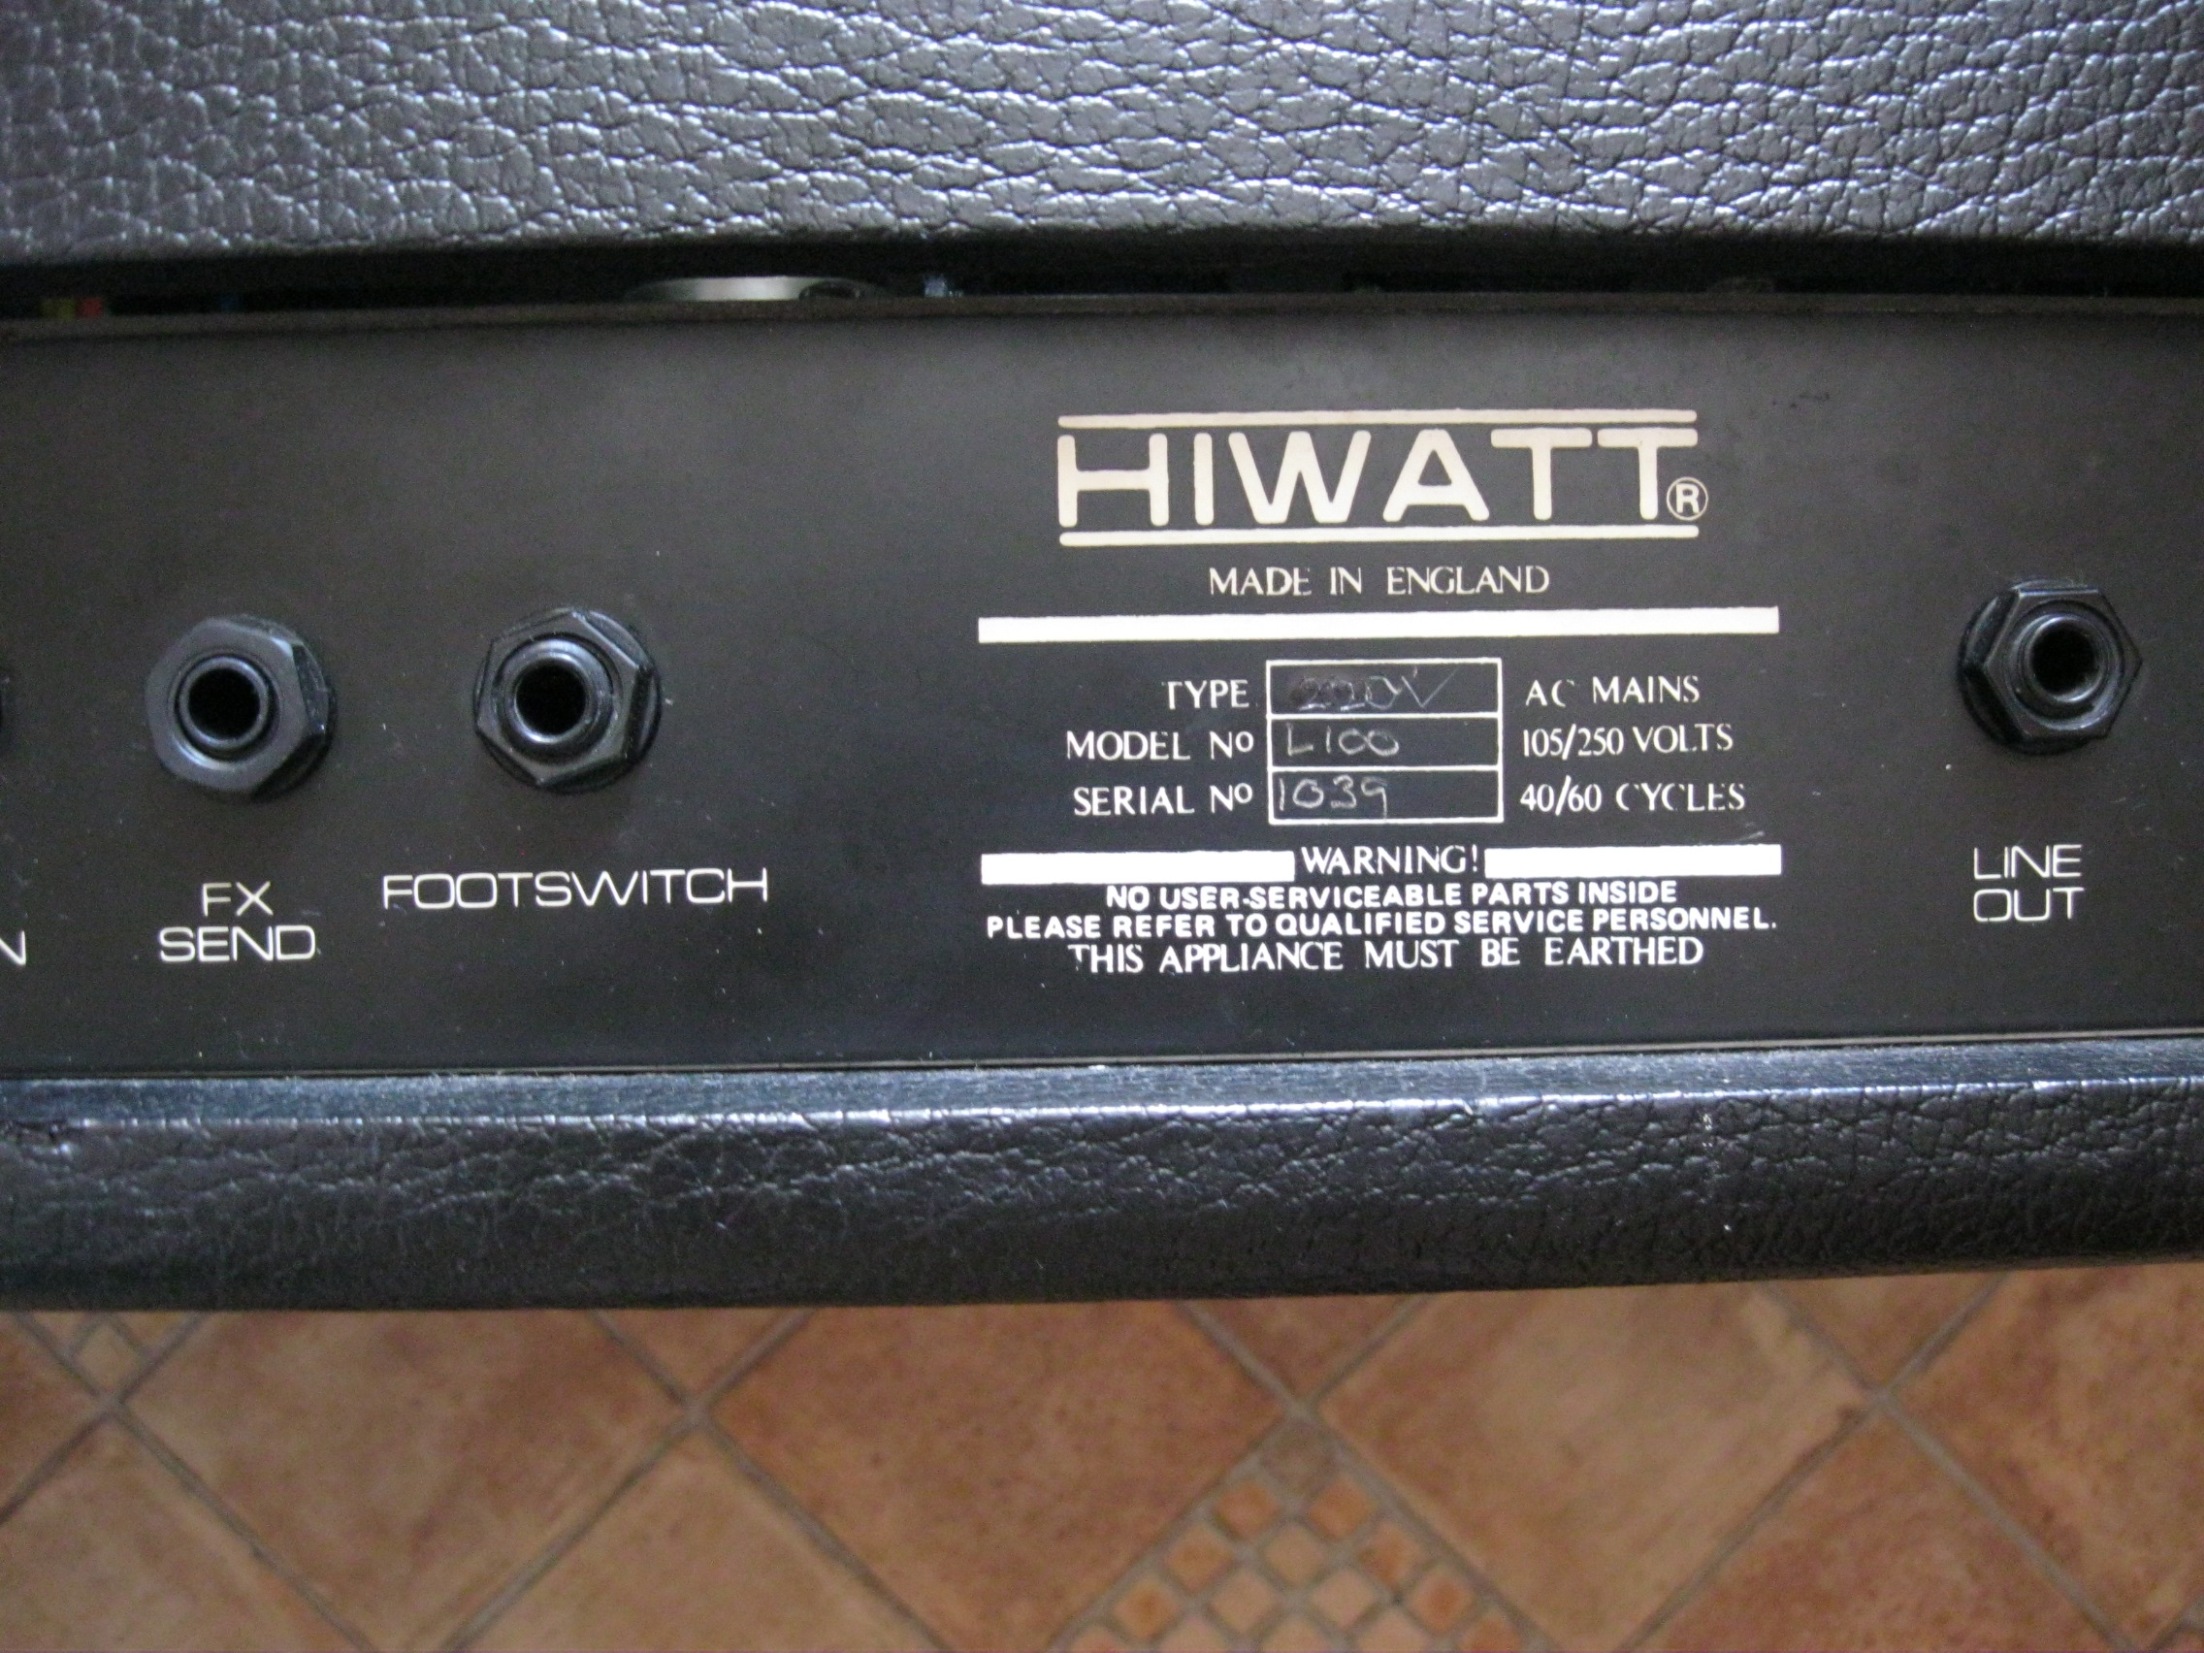 HIWATT®
MADE IN ENGLAND
TYPE 220V AC MAINS
MODEL No L100 105/250 VOLTS
SERIAL No 1039 40/60 CYCLES
WARNING!
NO USER-SERVICEABLE PARTS INSIDE
PLEASE REFER TO QUALIFIED SERVICE PERSONNEL.
THIS APPLIANCE MUST BE EARTHED
N
FX
SEND
FOOTSWITCH
LINE
OUT